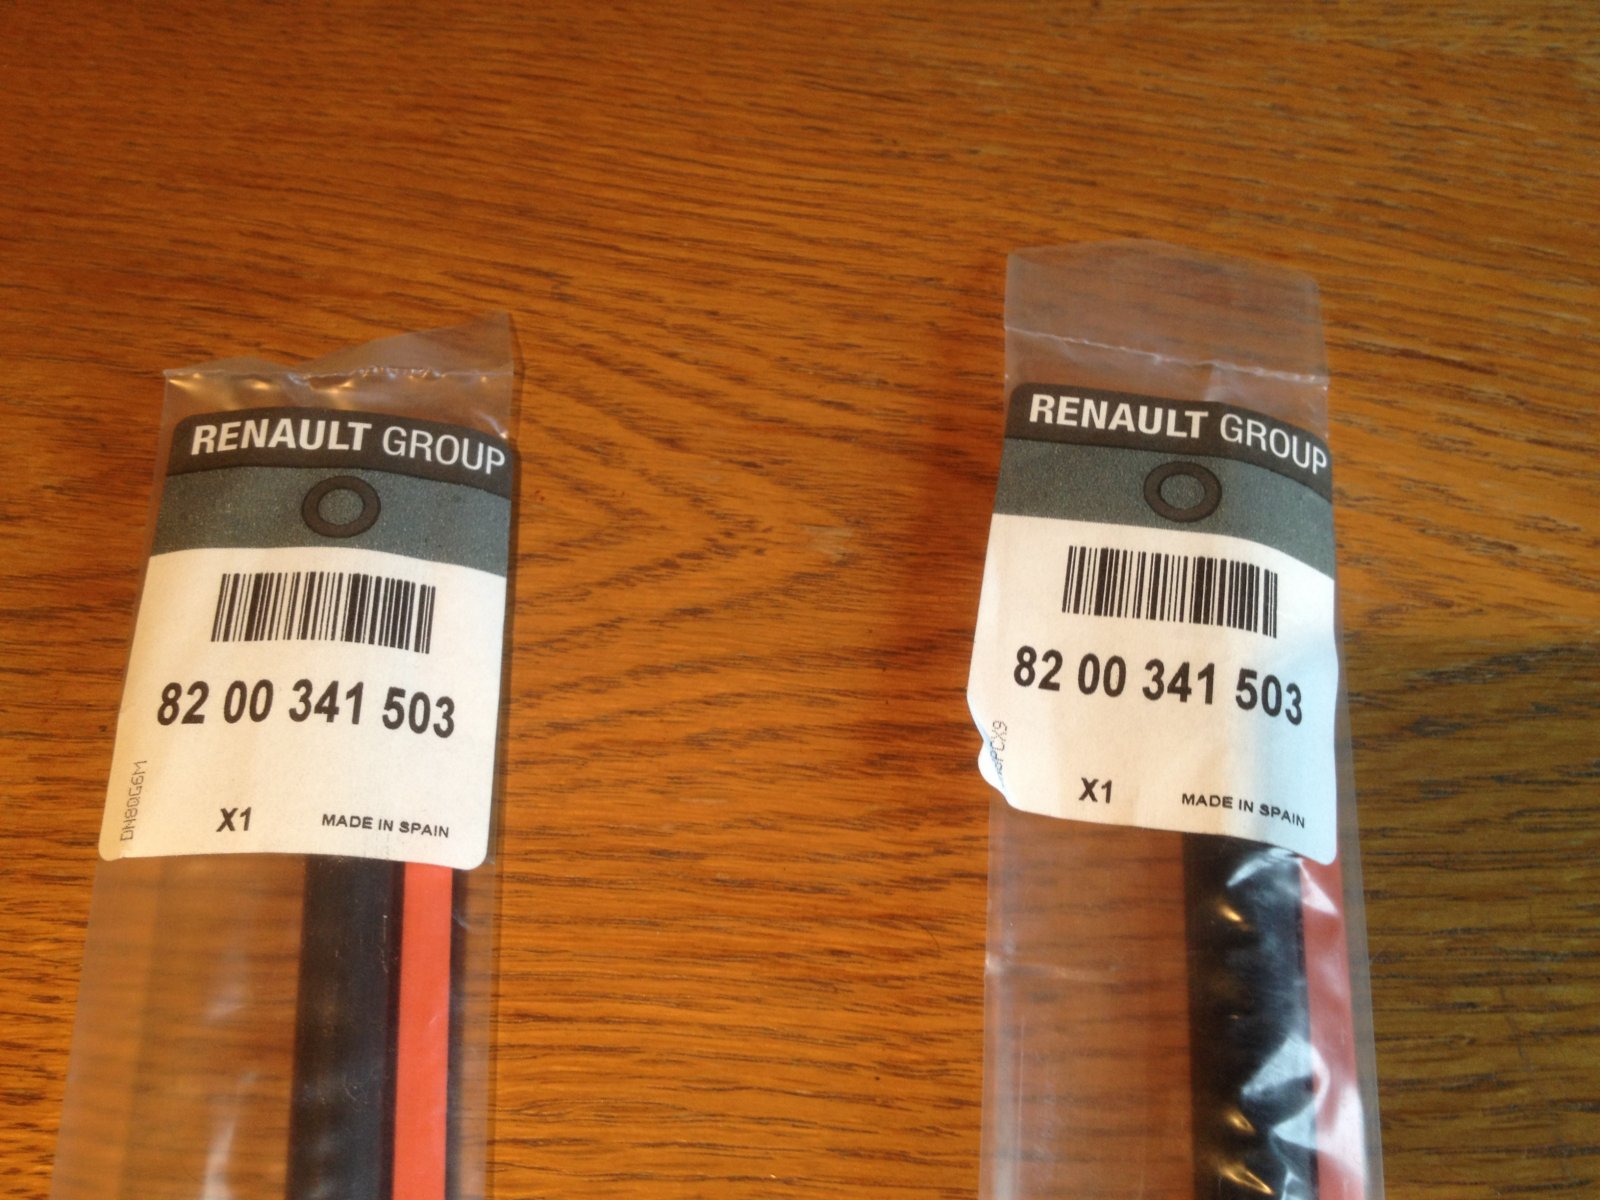 RENAULT GROUP
82 00 341 503
DN8QG6M
X1
MADE IN SPAIN
RENAULT GROUP
82 00 341 503
X1
MADE IN SPAIN